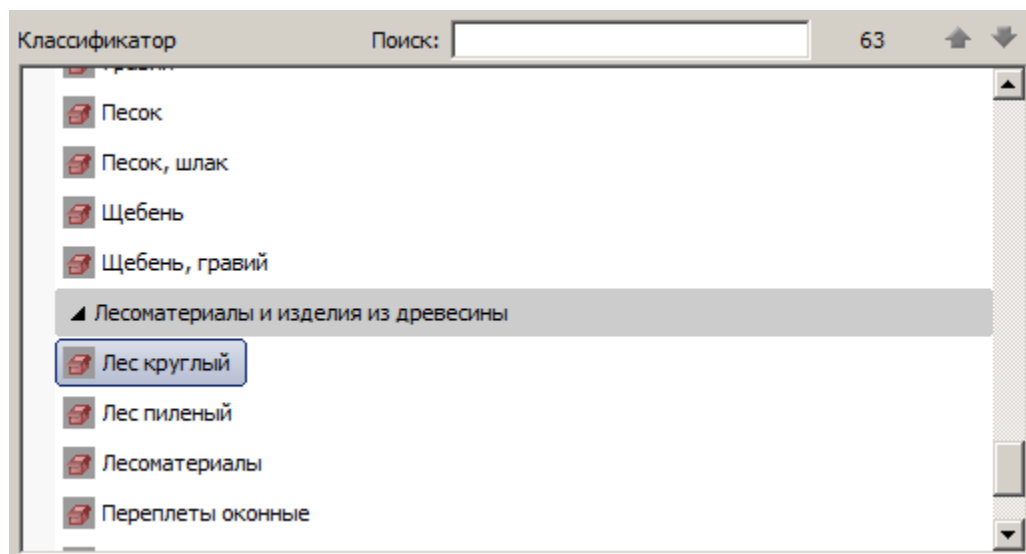 Классификатор Поиск: 63
Песок
Песок, шлак
Щебень
Щебень, гравий
Лесоматериалы и изделия из древесины
Лес круглый
Лес пиленый
Лесоматериалы
Переплеты оконные